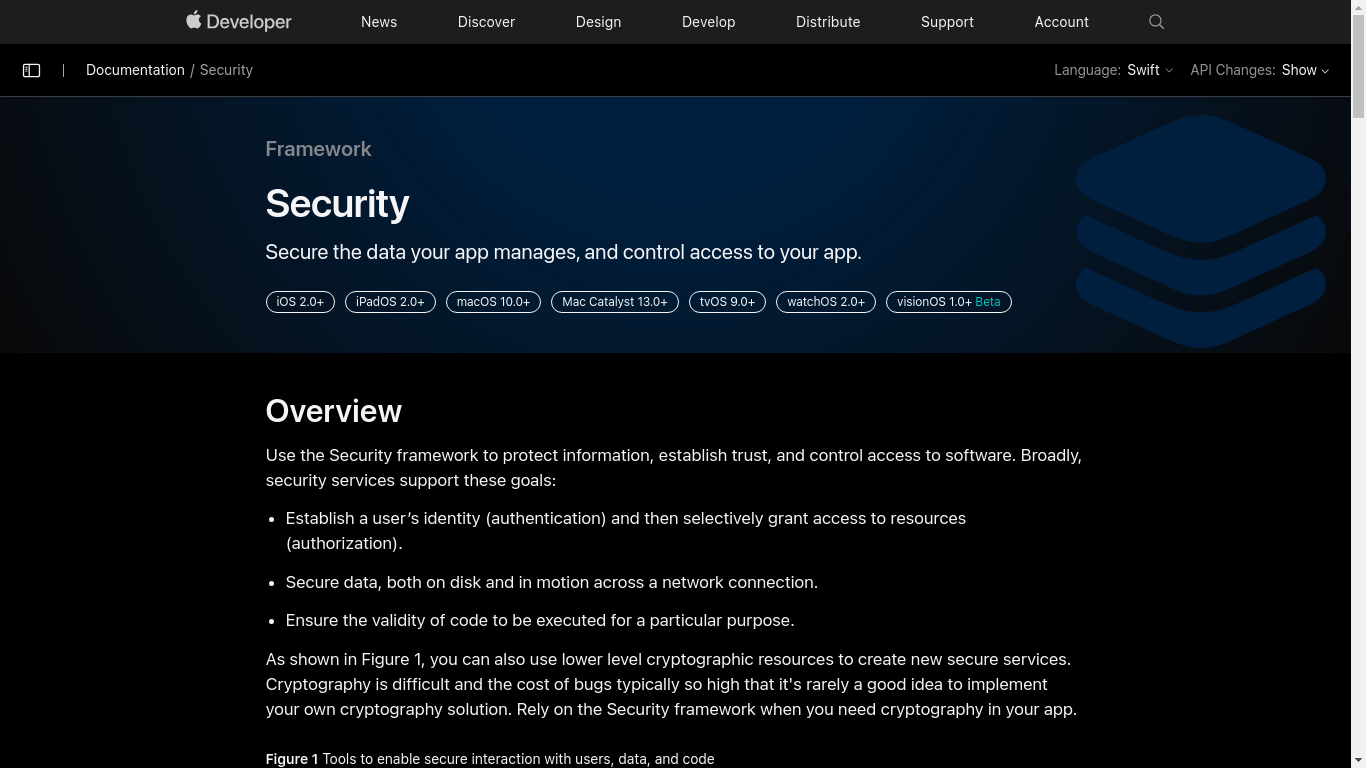 Developer
News
Discover
Design
Develop
Distribute
Support
Account
Documentation / Security
Language: Swift
API Changes: Show
Framework
Security
Secure the data your app manages, and control access to your app.
iOS 2.0+
iPadOS 2.0+
macOS 10.0+
Mac Catalyst 13.0+
tvOS 9.0+
watchOS 2.0+
visionOS 1.0+ Beta
Overview
Use the Security framework to protect information, establish trust, and control access to software. Broadly,
security services support these goals:
• Establish a user’s identity (authentication) and then selectively grant access to resources
(authorization).
• Secure data, both on disk and in motion across a network connection.
• Ensure the validity of code to be executed for a particular purpose.
As shown in Figure 1, you can also use lower level cryptographic resources to create new secure services.
Cryptography is difficult and the cost of bugs typically so high that it's rarely a good idea to implement
your own cryptography solution. Rely on the Security framework when you need cryptography in your app.
Figure 1 Tools to enable secure interaction with users, data, and code